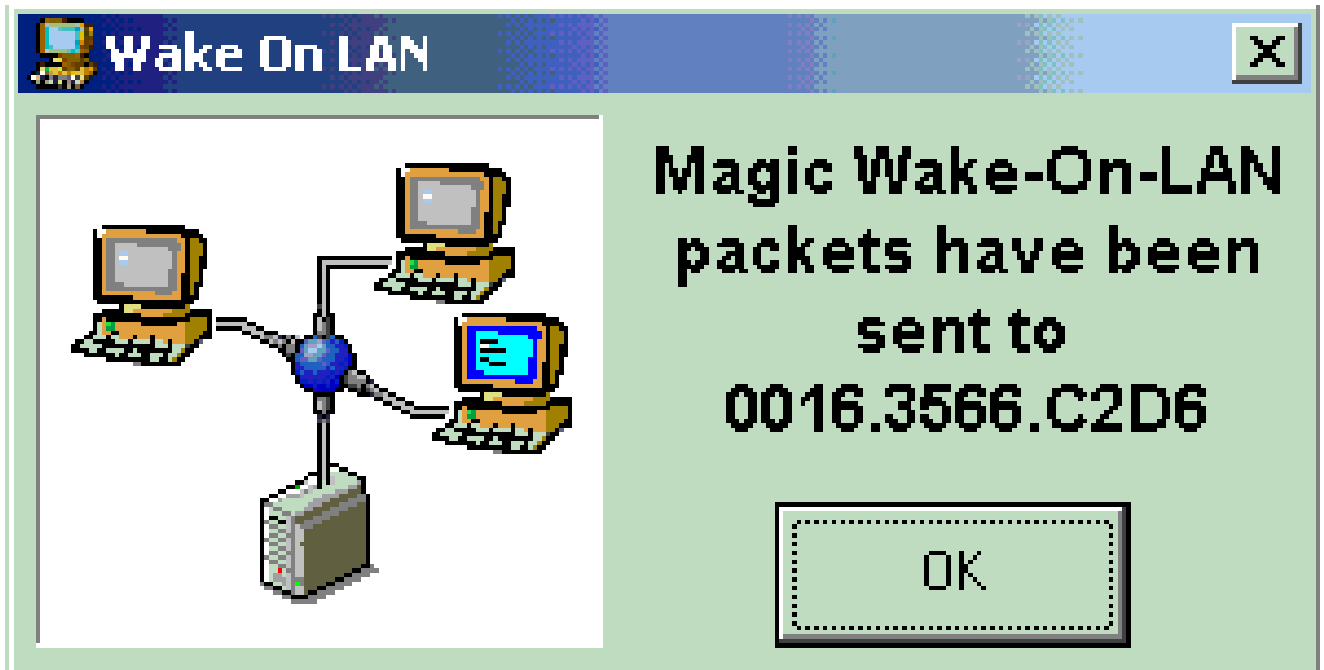 Wake On LAN
Magic Wake-On-LAN
packets have been
sent to
0016.3566.C2D6
OK